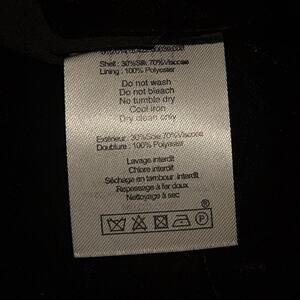 Shell : 30%Silk 70%Viscose
Lining : 100% Polyester
Do not wash
Do not bleach
No tumble dry
Cool iron
Dry clean only
Extérieur: 30%Soie 70%Viscose
Doublure : 100% Polyester
Lavage interdit
Chlore interdit
Séchage en tambour interdit
Repassage à fer doux
Nettoyage à sec
®
P